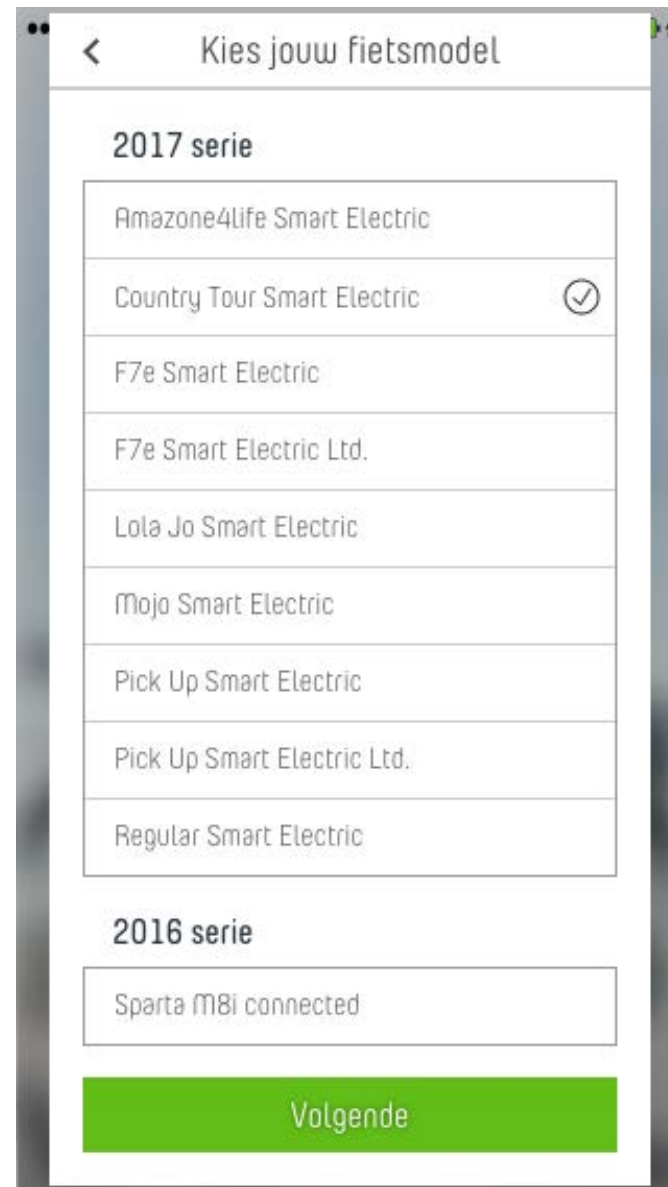 Kies jouw fietsmodel
2017 serie
Amazone4life Smart Electric
Country Tour Smart Electric
F7e Smart Electric
F7e Smart Electric Ltd.
Lola Jo Smart Electric
Mojo Smart Electric
Pick Up Smart Electric
Pick Up Smart Electric Ltd.
Regular Smart Electric
2016 serie
Sparta M8i connected
Volgende